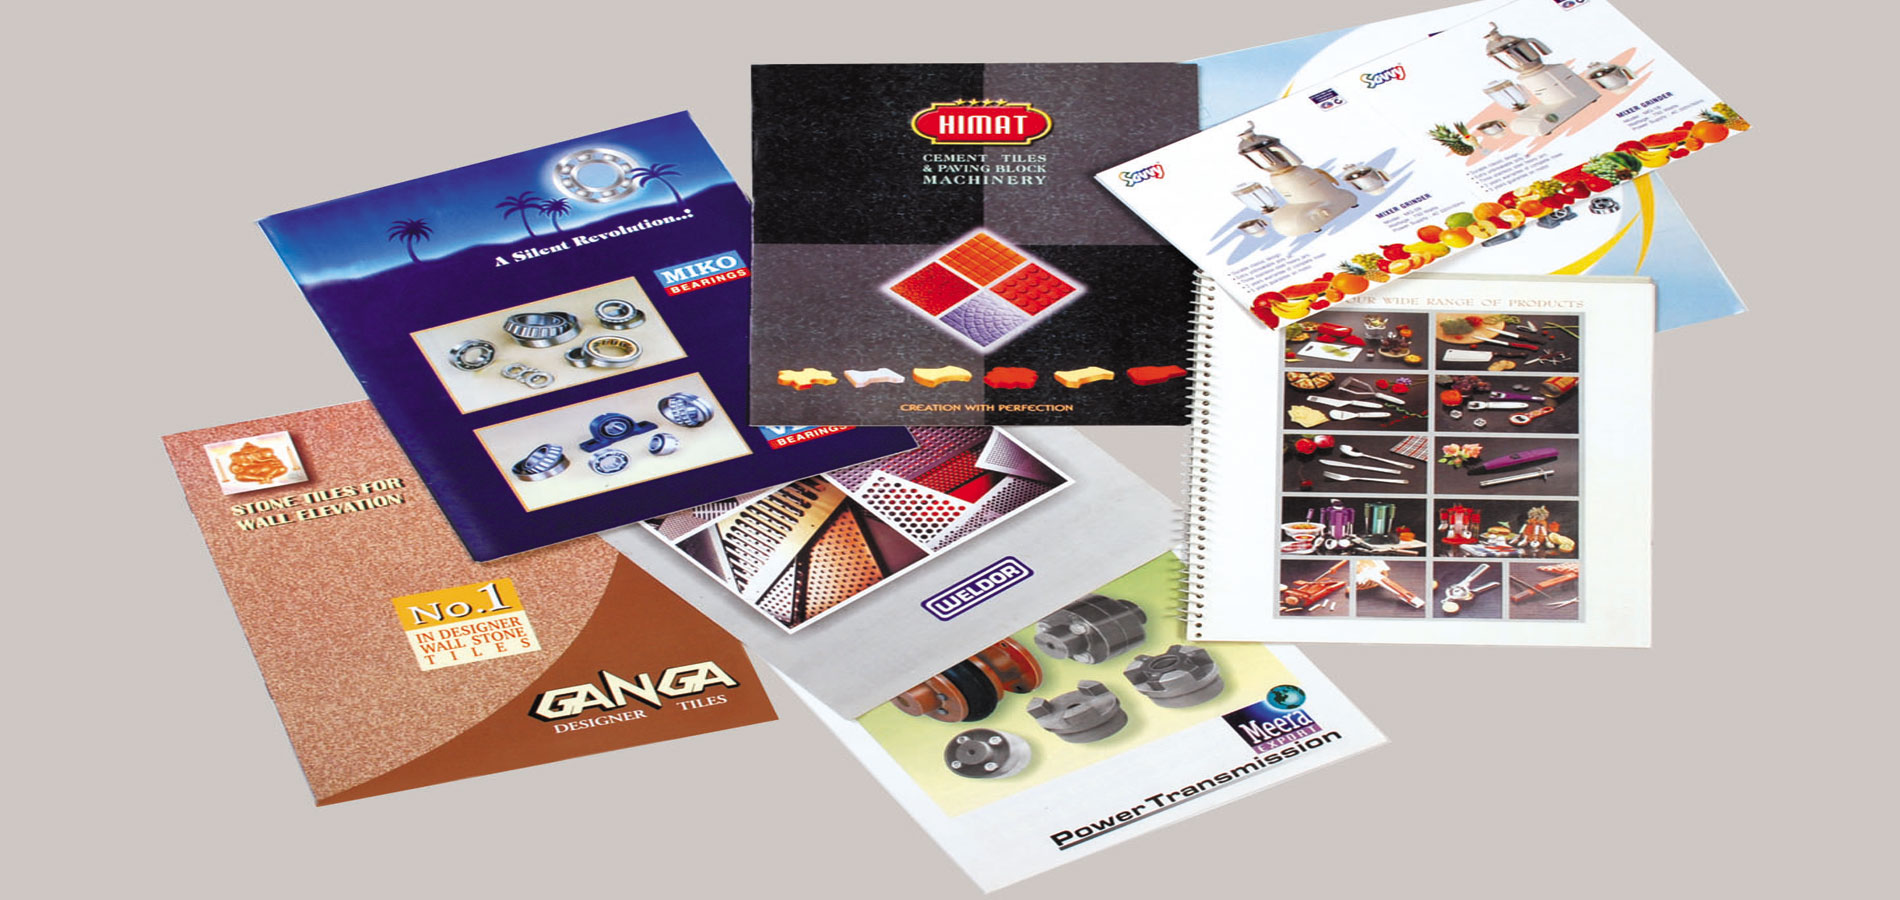 HIMAT
CEMENT TILES
& PAVING BLOCK
MACHINERY
CREATION WITH PERFECTION
A Silent Revolution..:
MIKO
BEARINGS
BEARINGS
STONE TILES FOR
WALL ELEVATION
No.1
IN DESIGNER
WALL STONE
TILES
GANGA
DESIGNER TILES
WELDOR
Meera
EXPORT
Power Transmission
Savvy
MIXER GRINDER
Savvy
MIXER GRINDER
OUR WIDE RANGE OF PRODUCTS